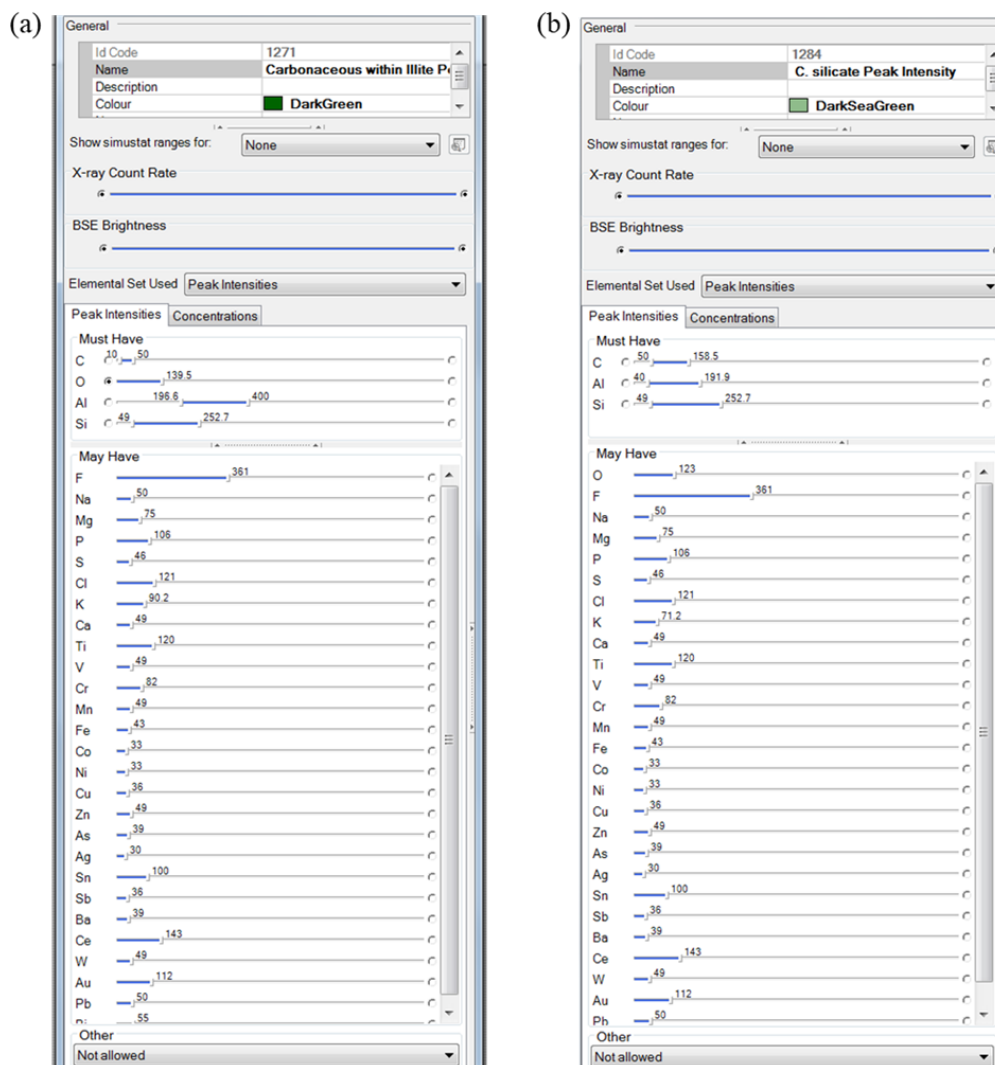 (a)
General
Id Code 1271
Name Carbonaceous within Illite P
Description
Colour DarkGreen
Show simustat ranges for: None
X-ray Count Rate
BSE Brightness
Elemental Set Used Peak Intensities
Peak Intensities Concentrations
Must Have
C 10 50
O 139.5
Al 196.6 400
Si 49 252.7
May Have
F 361
Na 50
Mg 75
P 106
S 46
Cl 121
K 90.2
Ca 49
Ti 120
V 49
Cr 82
Mn 49
Fe 43
Co 33
Ni 33
Cu 36
Zn 49
As 39
Ag 30
Sn 100
Sb 36
Ba 39
Ce 143
W 49
Au 112
Pb 50
Bi 55
Other
Not allowed
(b)
General
Id Code 1284
Name C. silicate Peak Intensity
Description
Colour DarkSeaGreen
Show simustat ranges for: None
X-ray Count Rate
BSE Brightness
Elemental Set Used Peak Intensities
Peak Intensities Concentrations
Must Have
C 50 158.5
Al 40 191.9
Si 49 252.7
May Have
O 123
F 361
Na 50
Mg 75
P 106
S 46
Cl 121
K 71.2
Ca 49
Ti 120
V 49
Cr 82
Mn 49
Fe 43
Co 33
Ni 33
Cu 36
Zn 49
As 39
Ag 30
Sn 100
Sb 36
Ba 39
Ce 143
W 49
Au 112
Pb 50
Other
Not allowed